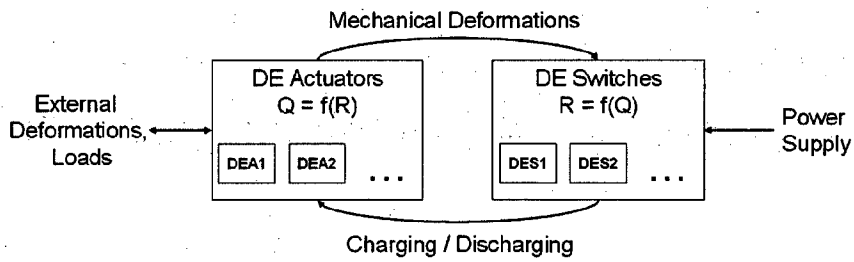 Mechanical Deformations
DE Actuators
Q = f(R)
DE Switches
R = f(Q)
External
Deformations,
Loads
Power
Supply
DEA1 DEA2 ...
DES1 DES2 ...
Charging / Discharging